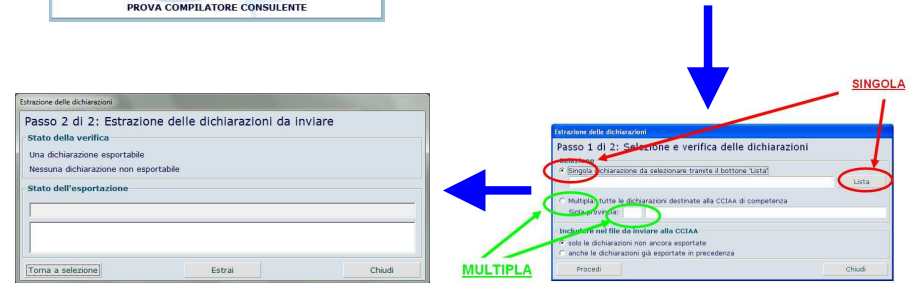 PROVA COMPILATORE CONSULENTE
SINGOLA
Estrazione delle dichiarazioni
Passo 1 di 2: Selezione e verifica delle dichiarazioni
Selezione
Singola dichiarazione da selezionare tramite il bottone 'Lista'
Lista
Multipla: tutte le dichiarazioni destinate alla CCIAA di competenza
Sigla provincia:
Includere nel file da inviare alla CCIAA
solo le dichiarazioni non ancora esportate
anche le dichiarazioni già esportate in precedenza
Procedi
Chiudi
MULTIPLA
Estrazione delle dichiarazioni
Passo 2 di 2: Estrazione delle dichiarazioni da inviare
Stato della verifica
Una dichiarazione esportabile
Nessuna dichiarazione non esportabile
Stato dell'esportazione
Torna a selezione
Estrai
Chiudi